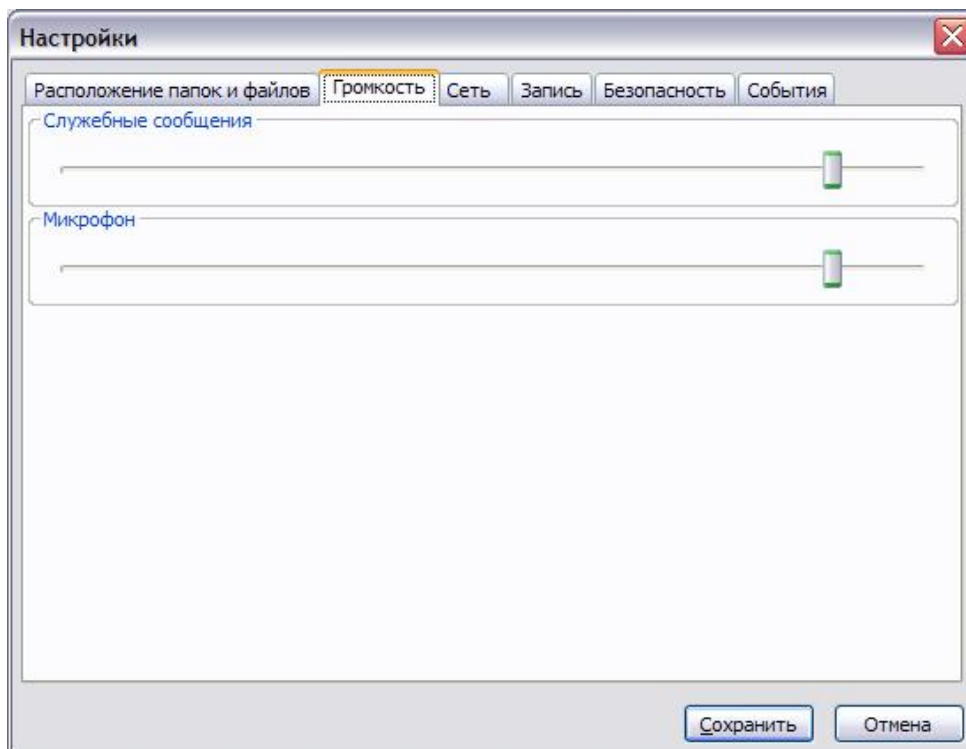 Настройки
Расположение папок и файлов Громкость Сеть Запись Безопасность События
Служебные сообщения
Микрофон
Сохранить Отмена